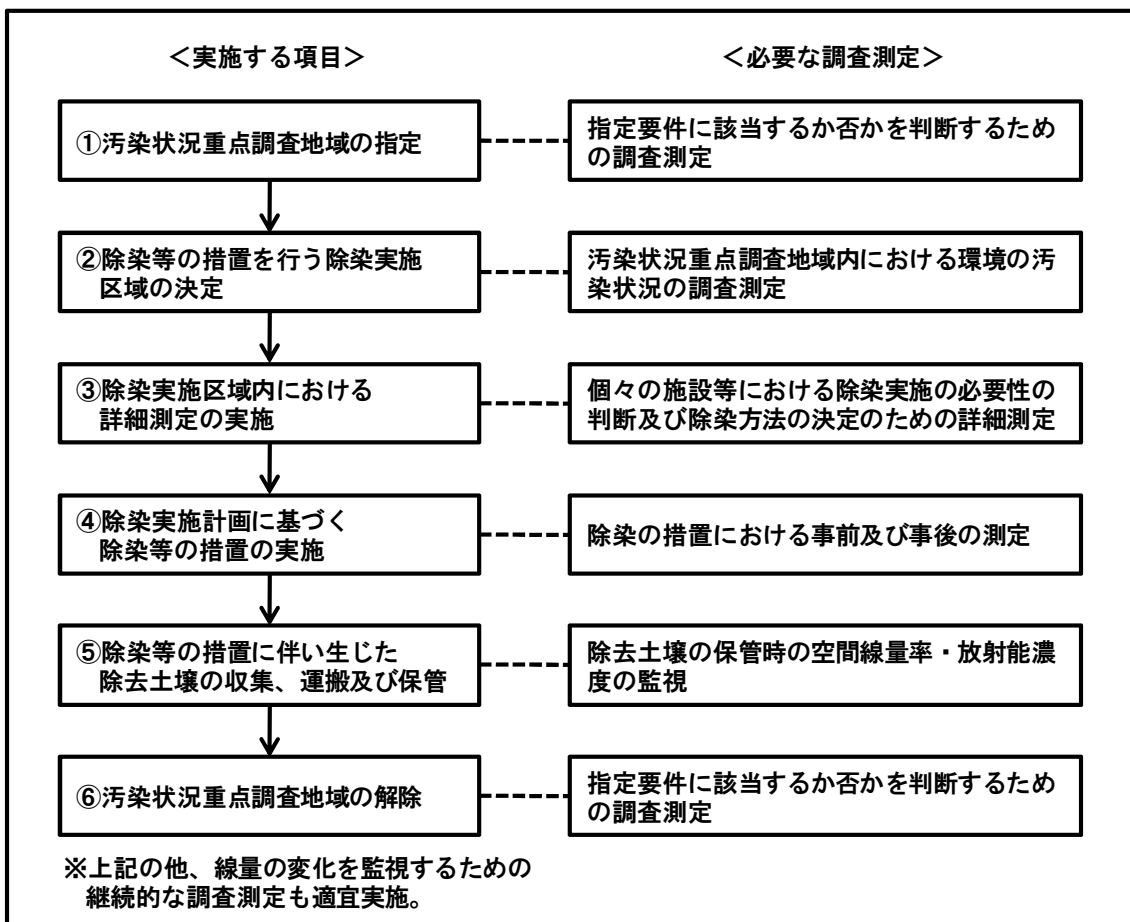 ＜実施する項目＞
＜必要な調査測定＞
①汚染状況重点調査地域の指定
指定要件に該当するか否かを判断するため
の調査測定
②除染等の措置を行う除染実施
区域の決定
汚染状況重点調査地域内における環境の汚
染状況の調査測定
③除染実施区域内における
詳細測定の実施
個々の施設等における除染実施の必要性の
判断及び除染方法の決定のための詳細測定
④除染実施計画に基づく
除染等の措置の実施
除染の措置における事前及び事後の測定
⑤除染等の措置に伴い生じた
除去土壌の収集、運搬及び保管
除去土壌の保管時の空間線量率・放射能濃
度の監視
⑥汚染状況重点調査地域の解除
指定要件に該当するか否かを判断するため
の調査測定
※上記の他、線量の変化を監視するための
継続的な調査測定も適宜実施。